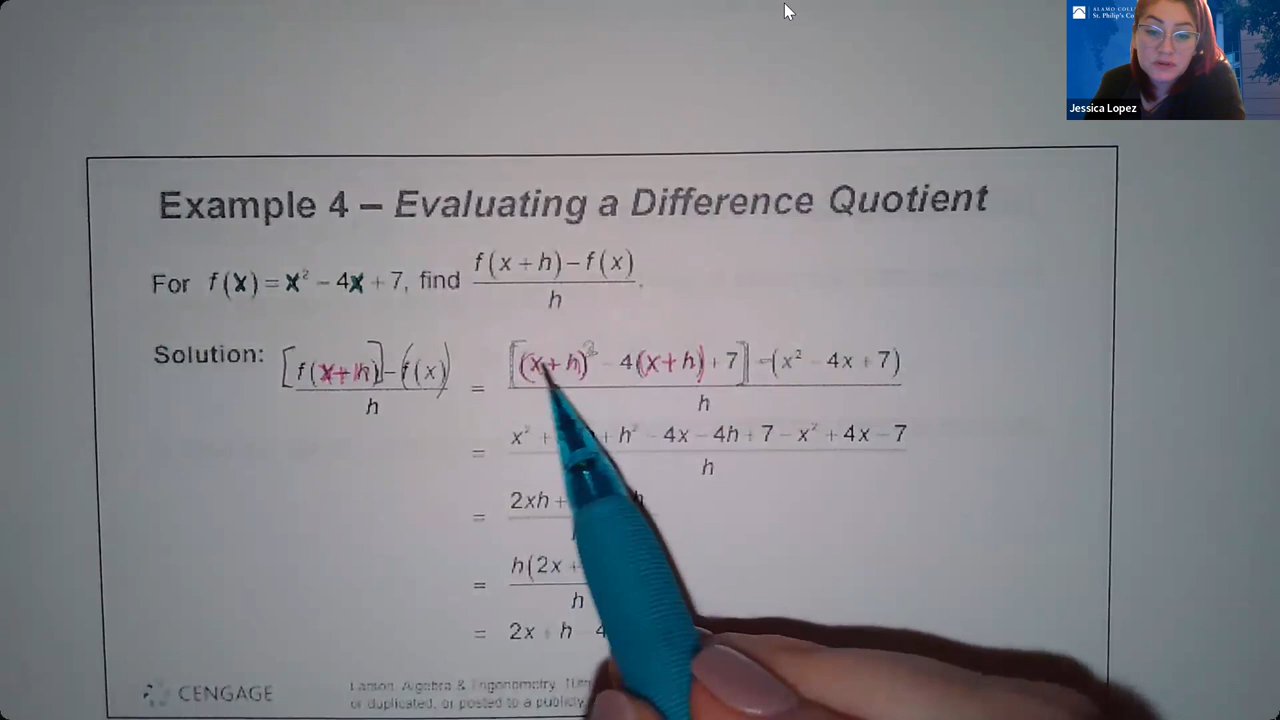 ALAMO
St. Philip's
Jessica Lopez
Example 4 – Evaluating a Difference Quotient
For f(x) = x² − 4x + 7, find f(x + h) − f(x) / h.
Solution: [f(x+h)] − (f(x)) / h = [(x+h)² − 4(x+h) + 7] − (x² − 4x + 7) / h
= x² + + h² − 4x − 4h + 7 − x² + 4x − 7 / h
= 2xh +
= h(2x + / h
= 2x + h − 4
CENGAGE
Larson, Algebra & Trigonometry,
or duplicated, or posted to a publicly